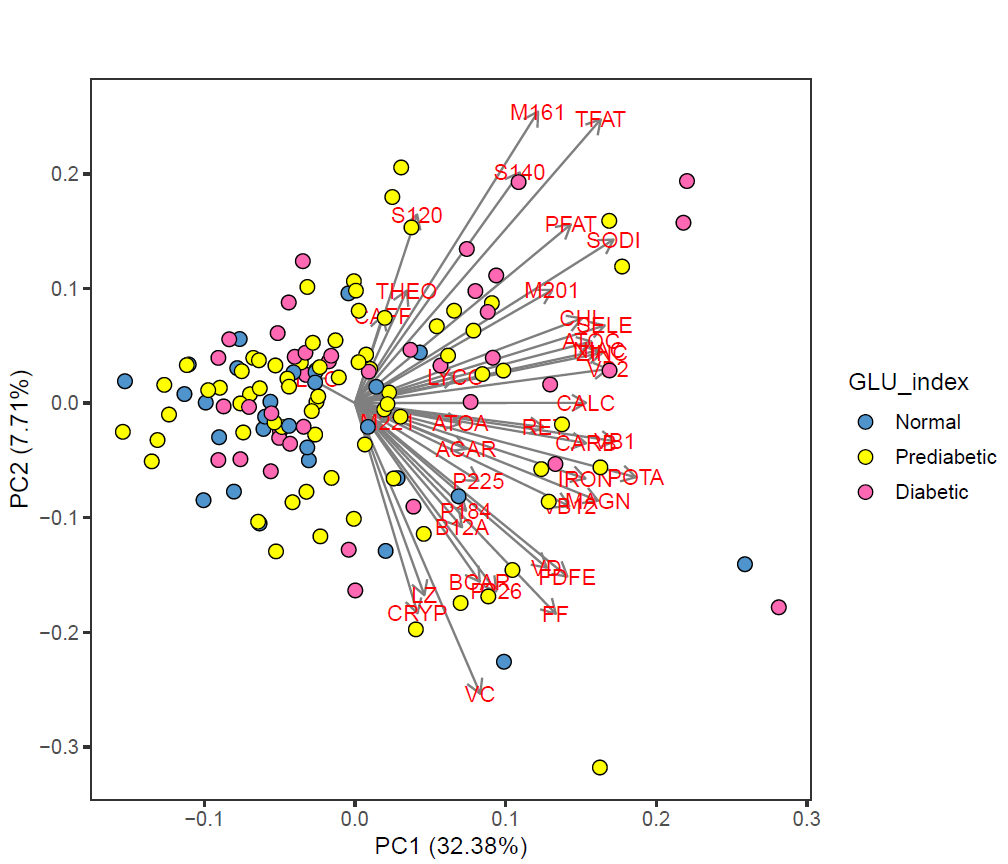 M161
TFAT
S140
S120
PFAT
SODI
THEO
M201
CAFF
CHL
SELE
ATOC
ZINC
VB2
LYCO
CALC
M221
ATOA
RET
CARB
VB1
ACAR
P225
IRON
POTA
VB12
MAGN
P184
B12A
VD
FDFE
BCAR
P226
LZ
CRYP
FF
VC
0.2
0.1
0.0
−0.1
−0.2
−0.3
PC2 (7.71%)
−0.1
0.0
0.1
0.2
0.3
PC1 (32.38%)
GLU_index
Normal
Prediabetic
Diabetic